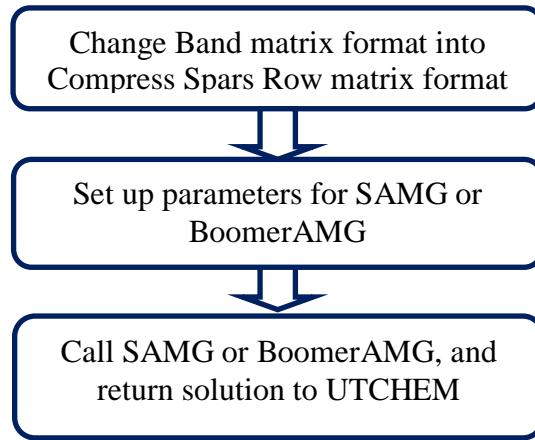 Change Band matrix format into
Compress Spars Row matrix format
Set up parameters for SAMG or
BoomerAMG
Call SAMG or BoomerAMG, and
return solution to UTCHEM